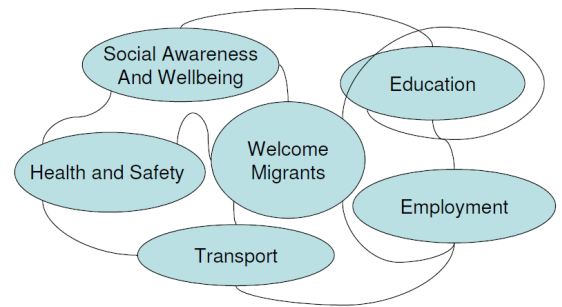 Social Awareness
And Wellbeing
Education
Welcome
Migrants
Health and Safety
Employment
Transport